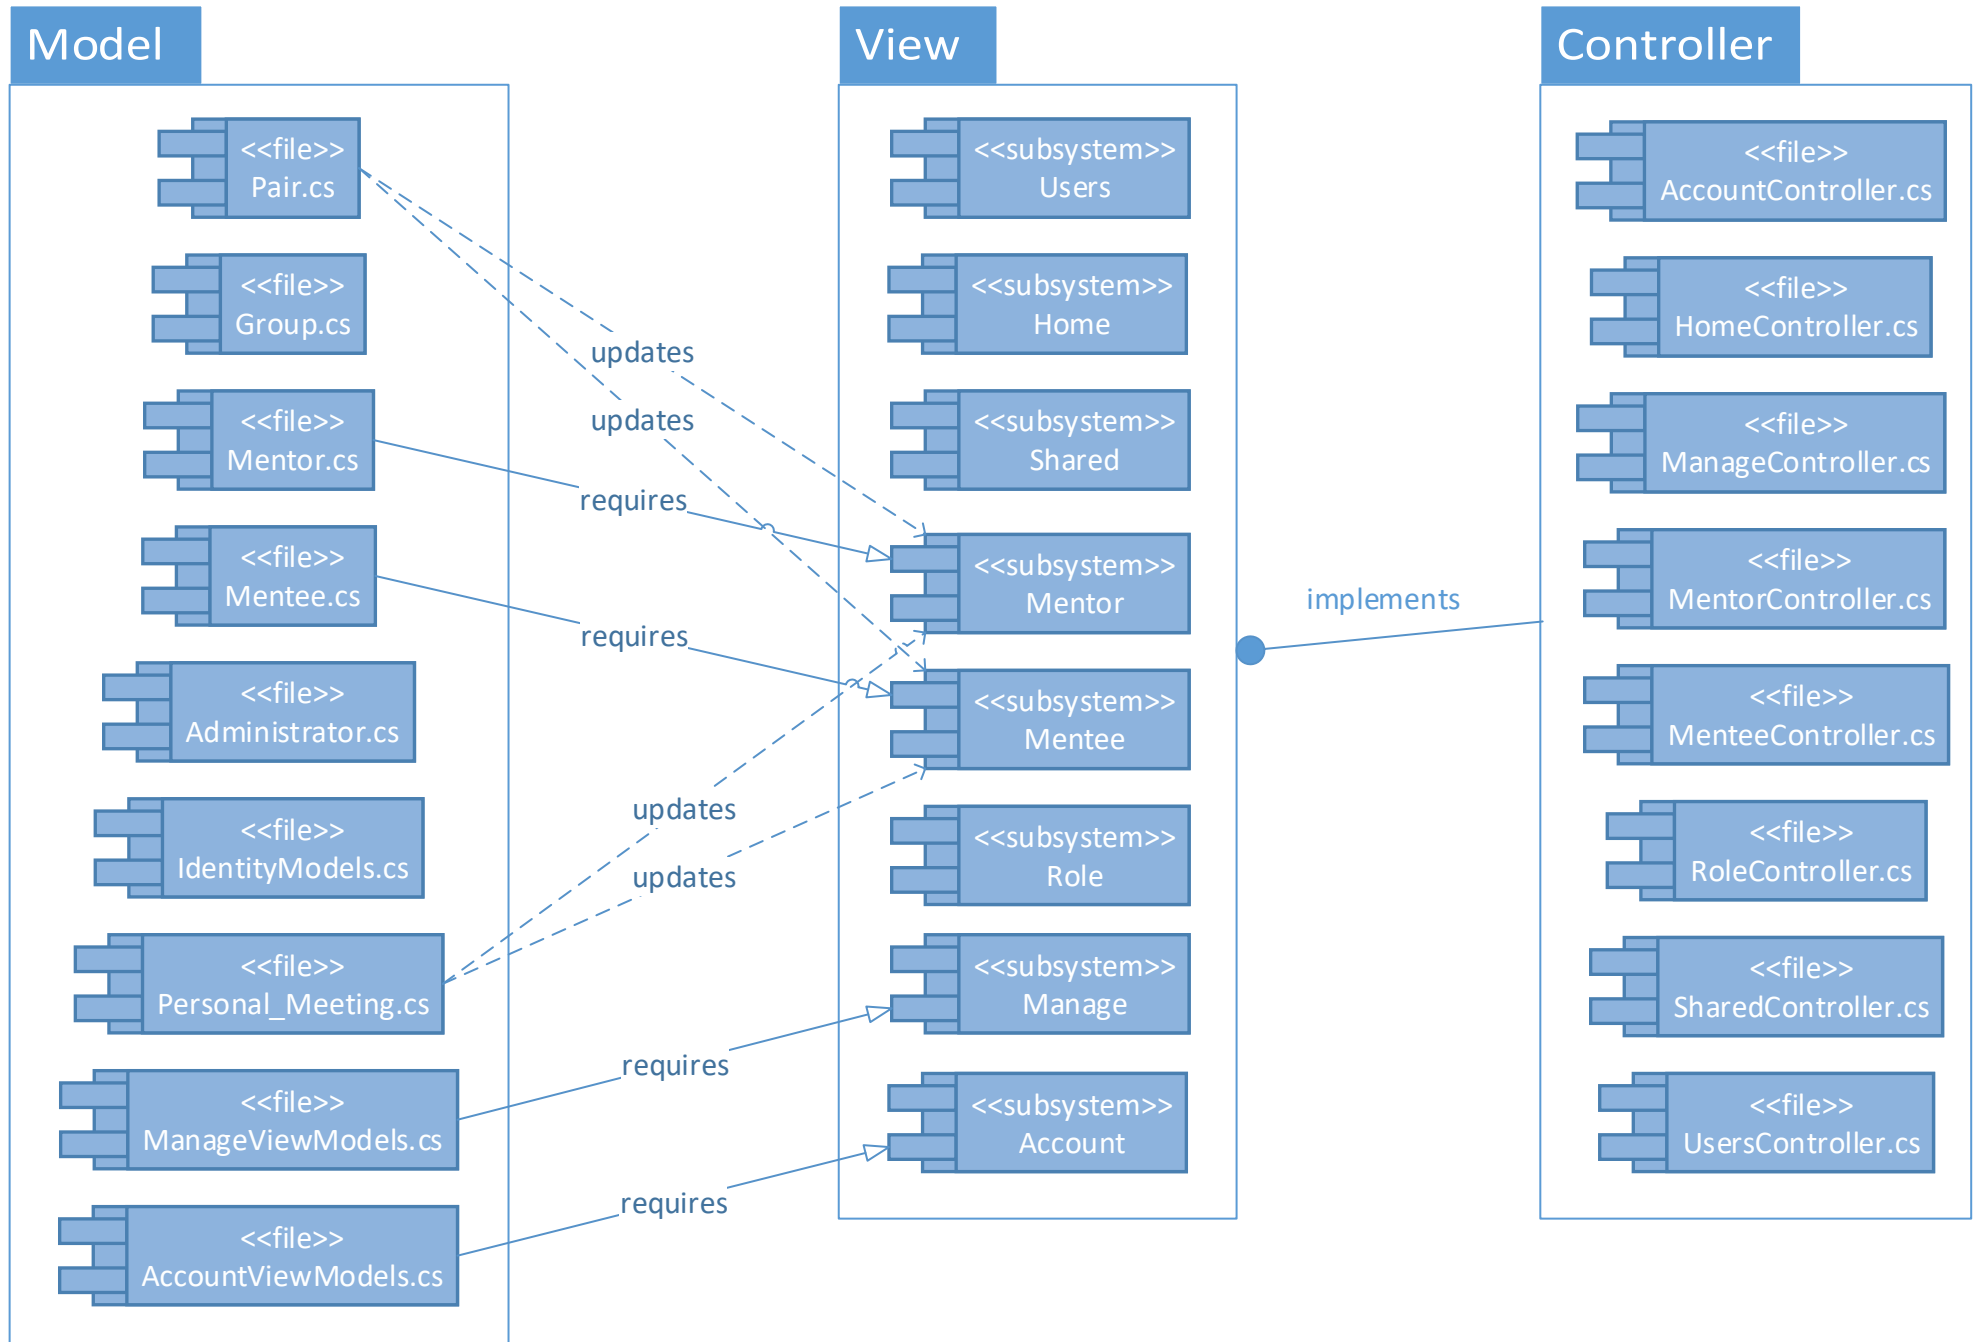 Model
<<file>>
Pair.cs
<<file>>
Group.cs
<<file>>
Mentor.cs
<<file>>
Mentee.cs
<<file>>
Administrator.cs
<<file>>
IdentityModels.cs
<<file>>
Personal_Meeting.cs
<<file>>
ManageViewModels.cs
<<file>>
AccountViewModels.cs
updates
updates
requires
requires
updates
updates
requires
requires
View
<<subsystem>>
Users
<<subsystem>>
Home
<<subsystem>>
Shared
<<subsystem>>
Mentor
<<subsystem>>
Mentee
<<subsystem>>
Role
<<subsystem>>
Manage
<<subsystem>>
Account
implements
Controller
<<file>>
AccountController.cs
<<file>>
HomeController.cs
<<file>>
ManageController.cs
<<file>>
MentorController.cs
<<file>>
MenteeController.cs
<<file>>
RoleController.cs
<<file>>
SharedController.cs
<<file>>
UsersController.cs